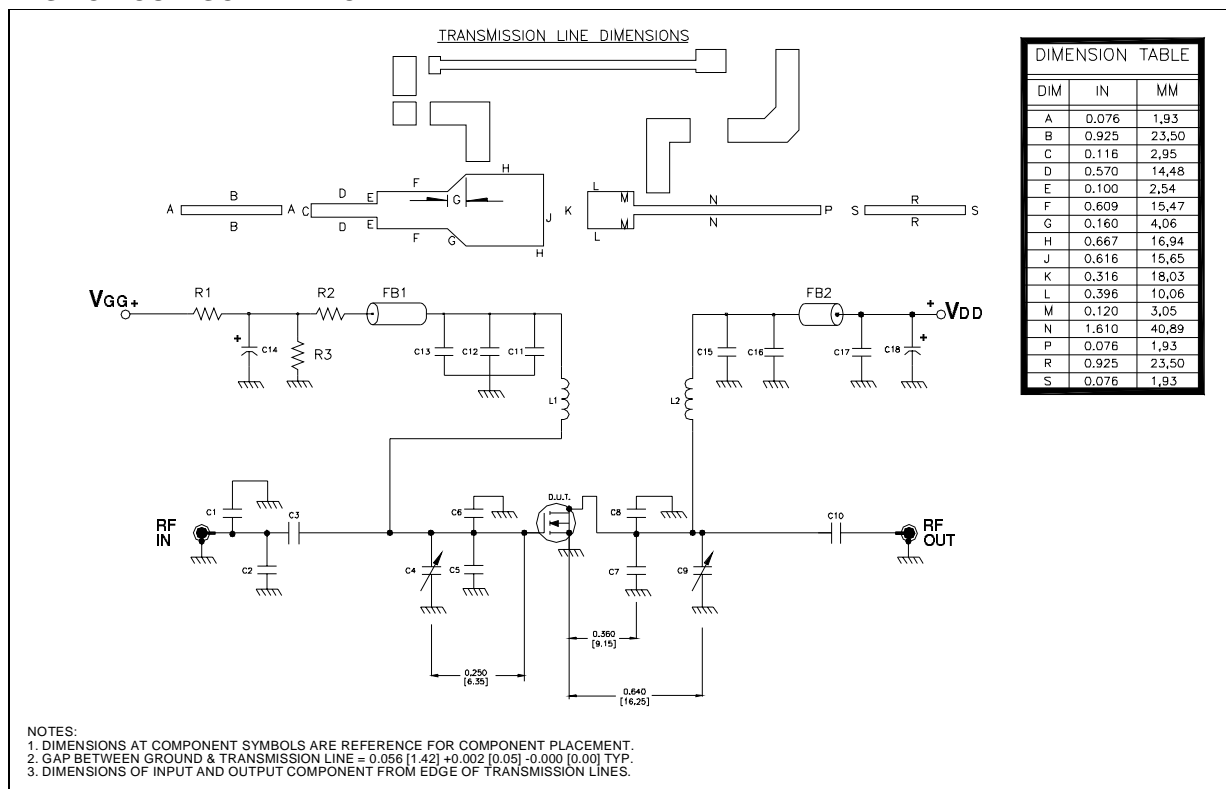 TRANSMISSION LINE DIMENSIONS
DIMENSION TABLE
DIM IN MM
A 0.076 1,93
B 0.925 23,50
C 0.116 2,95
D 0.570 14,48
E 0.100 2,54
F 0.609 15,47
G 0.160 4,06
H 0.667 16,94
J 0.616 15,65
K 0.316 18,03
L 0.396 10,06
M 0.120 3,05
N 1.610 40,89
P 0.076 1,93
R 0.925 23,50
S 0.076 1,93
H
F
G
D
E
B
A
A
C
B
D
E
F
G
H
J
K
L
M
N
L
M
N
P
S
R
R
S
VGG+
R1
R2
FB1
C14
+
R3
C13
C12
C11
L1
FB2
+
VDD
C15
C16
C17
C18
+
L2
RF
IN
C1
C2
C3
C4
C5
C6
D.U.T.
C8
C7
C9
C10
RF
OUT
0.250
[6.35]
0.360
[9.15]
0.640
[16.25]
NOTES:
1. DIMENSIONS AT COMPONENT SYMBOLS ARE REFERENCE FOR COMPONENT PLACEMENT.
2. GAP BETWEEN GROUND & TRANSMISSION LINE = 0.056 [1.42] +0.002 [0.05] -0.000 [0.00] TYP.
3. DIMENSIONS OF INPUT AND OUTPUT COMPONENT FROM EDGE OF TRANSMISSION LINES.